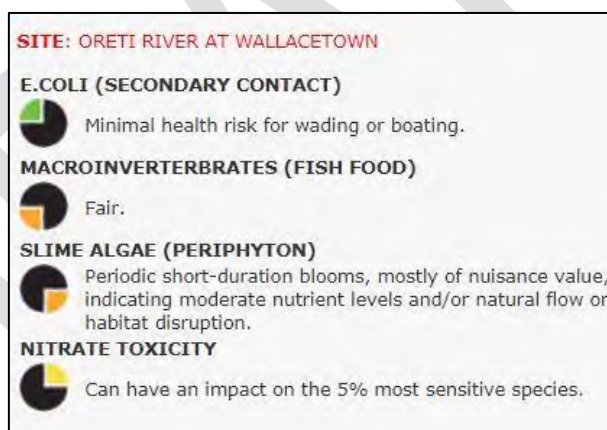 SITE: ORETI RIVER AT WALLACETOWN
E.COLI (SECONDARY CONTACT)
Minimal health risk for wading or boating.
MACROINVERTERBRATES (FISH FOOD)
Fair.
SLIME ALGAE (PERIPHYTON)
Periodic short-duration blooms, mostly of nuisance value,
indicating moderate nutrient levels and/or natural flow or
habitat disruption.
NITRATE TOXICITY
Can have an impact on the 5% most sensitive species.